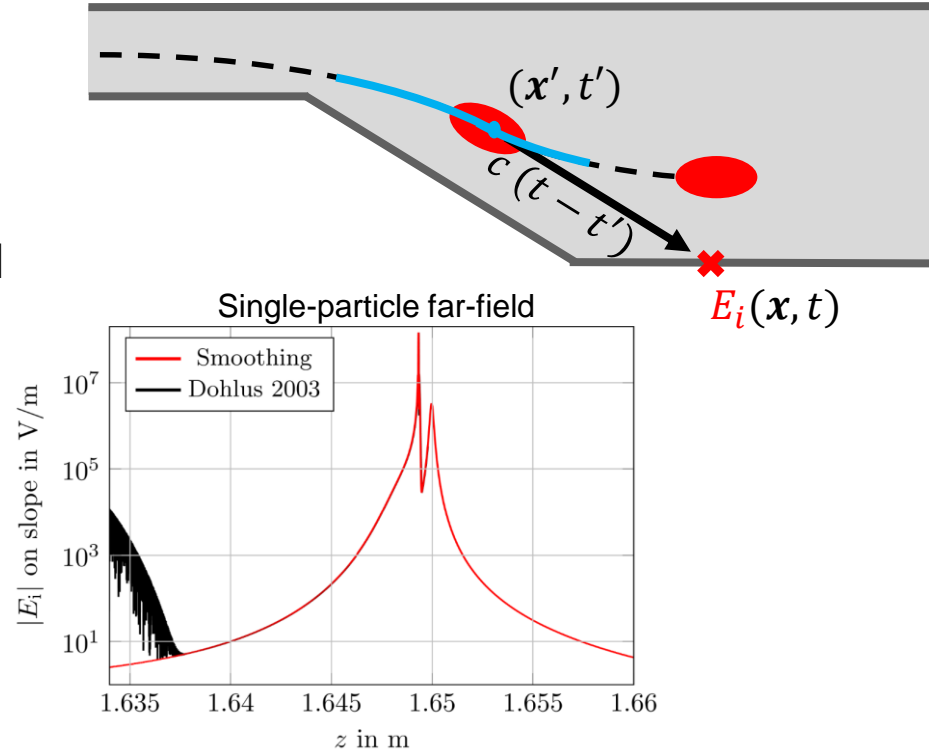 (x′, t′)
c (t − t′)
E_i(x, t)
Single-particle far-field
Smoothing
Dohlus 2003
|E_i| on slope in V/m
10^7
10^5
10^3
10^1
1.635 1.64 1.645 1.65 1.655 1.66
z in m